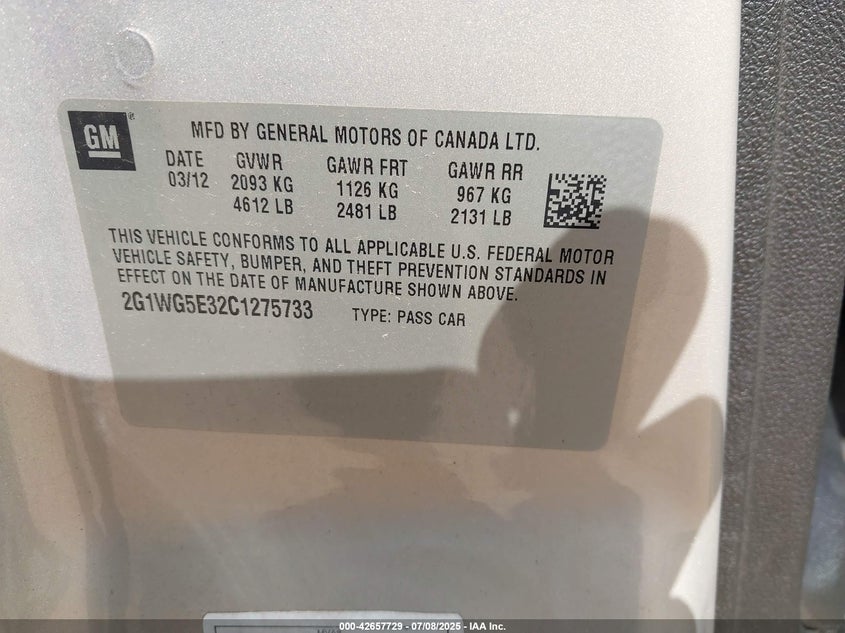 GM®
MFD BY GENERAL MOTORS OF CANADA LTD.
DATE GVWR GAWR FRT GAWR RR
03/12 2093 KG 1126 KG 967 KG
4612 LB 2481 LB 2131 LB
THIS VEHICLE CONFORMS TO ALL APPLICABLE U.S. FEDERAL MOTOR
VEHICLE SAFETY, BUMPER, AND THEFT PREVENTION STANDARDS IN
EFFECT ON THE DATE OF MANUFACTURE SHOWN ABOVE.
2G1WG5E32C1275733 TYPE: PASS CAR
000-42657729 - 07/08/2025 - IAA Inc.